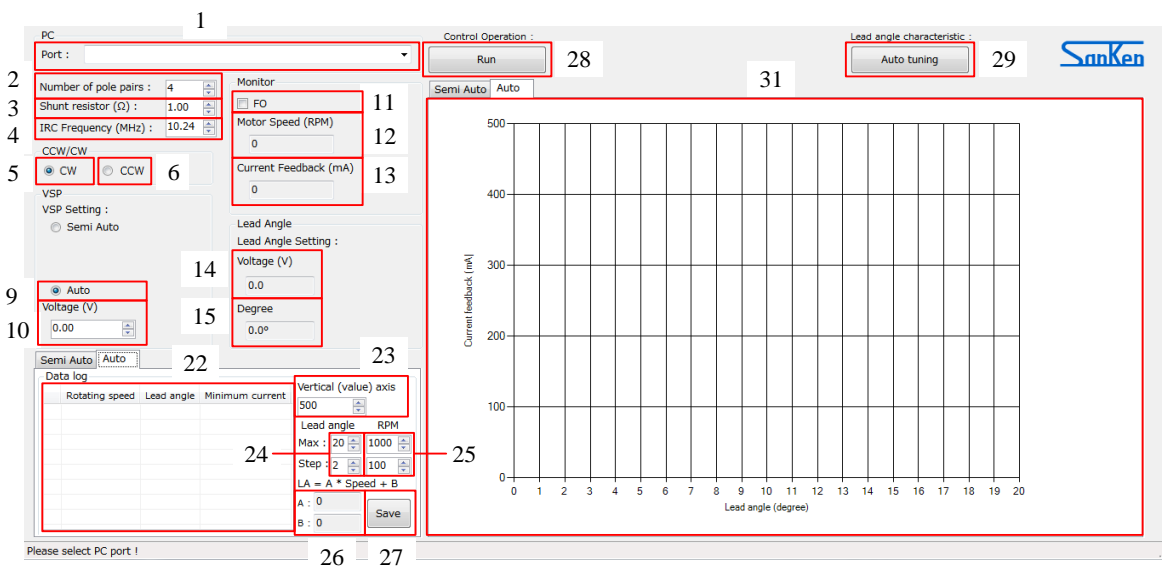 1
PC
Port :
Control Operation :
Run
28
Lead angle characteristic :
Auto tuning
29
SanKen
2
Number of pole pairs : 4
3
Shunt resistor (Ω) : 1.00
4
IRC Frequency (MHz) : 10.24
CCW/CW
5
CW
CCW
6
VSP
VSP Setting :
Semi Auto
9
Auto
10
Voltage (V)
0.00
Monitor
FO
11
Motor Speed (RPM)
0
12
Current Feedback (mA)
0
13
Lead Angle
Lead Angle Setting :
14
Voltage (V)
0.0
15
Degree
0.0º
Semi Auto Auto
22
Data log
Rotating speed Lead angle Minimum current
23
Vertical (value) axis
500
Lead angle RPM
Max : 20 1000
24
25
Step : 2 100
LA = A * Speed + B
A : 0
B : 0
Save
26
27
Semi Auto Auto
31
500
400
300
200
100
0
Current feedback [mA]
0 1 2 3 4 5 6 7 8 9 10 11 12 13 14 15 16 17 18 19 20
Lead angle (degree)
Please select PC port !